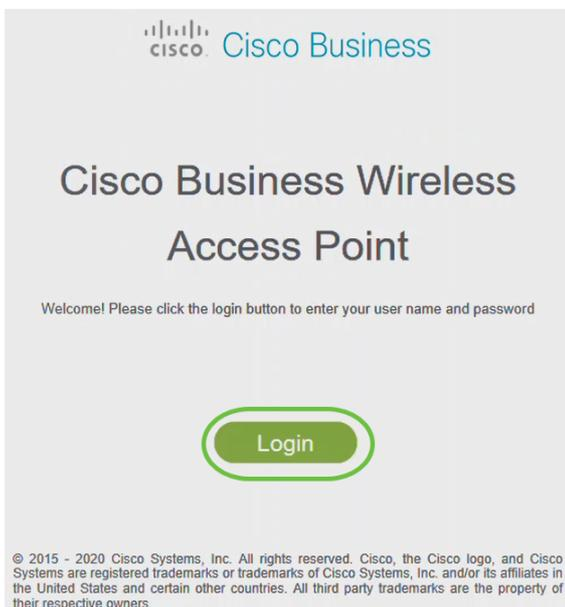 cisco. Cisco Business
Cisco Business Wireless
Access Point
Welcome! Please click the login button to enter your user name and password
Login
© 2015 - 2020 Cisco Systems, Inc. All rights reserved. Cisco, the Cisco logo, and Cisco
Systems are registered trademarks or trademarks of Cisco Systems, Inc. and/or its affiliates in
the United States and certain other countries. All third party trademarks are the property of
their respective owners.